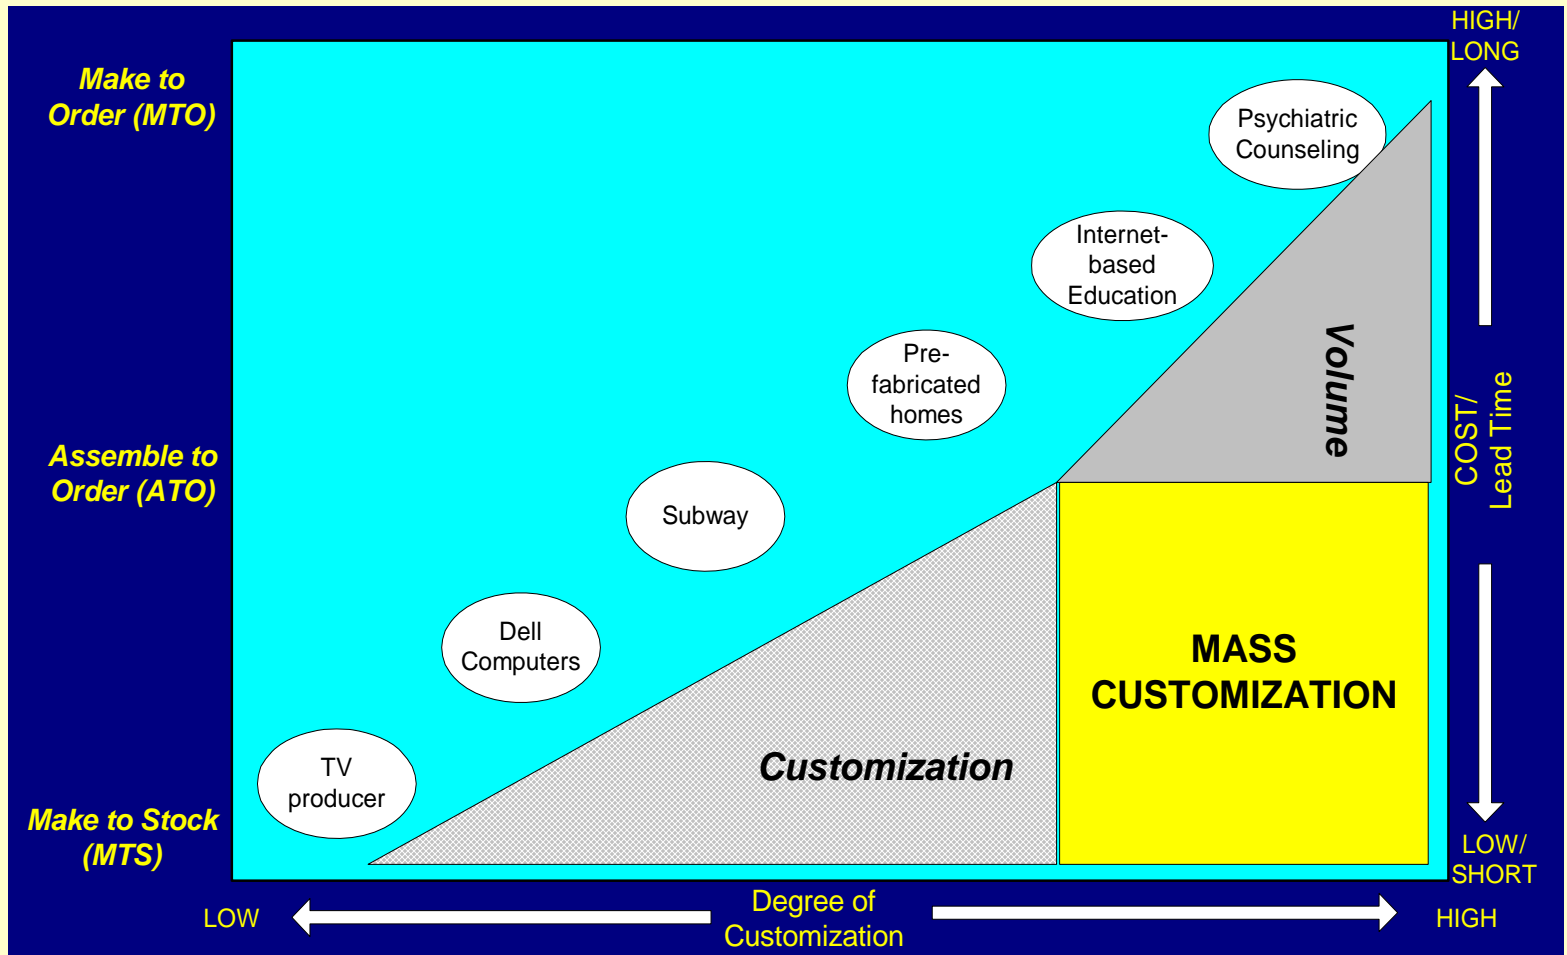 HIGH/
LONG
Make to
Order (MTO)
Psychiatric
Counseling
Internet-
based
Education
Volume
Pre-
fabricated
homes
COST/
Lead Time
Assemble to
Order (ATO)
Subway
Dell
Computers
MASS
CUSTOMIZATION
Customization
TV
producer
Make to Stock
(MTS)
LOW/
SHORT
LOW
Degree of
Customization
HIGH